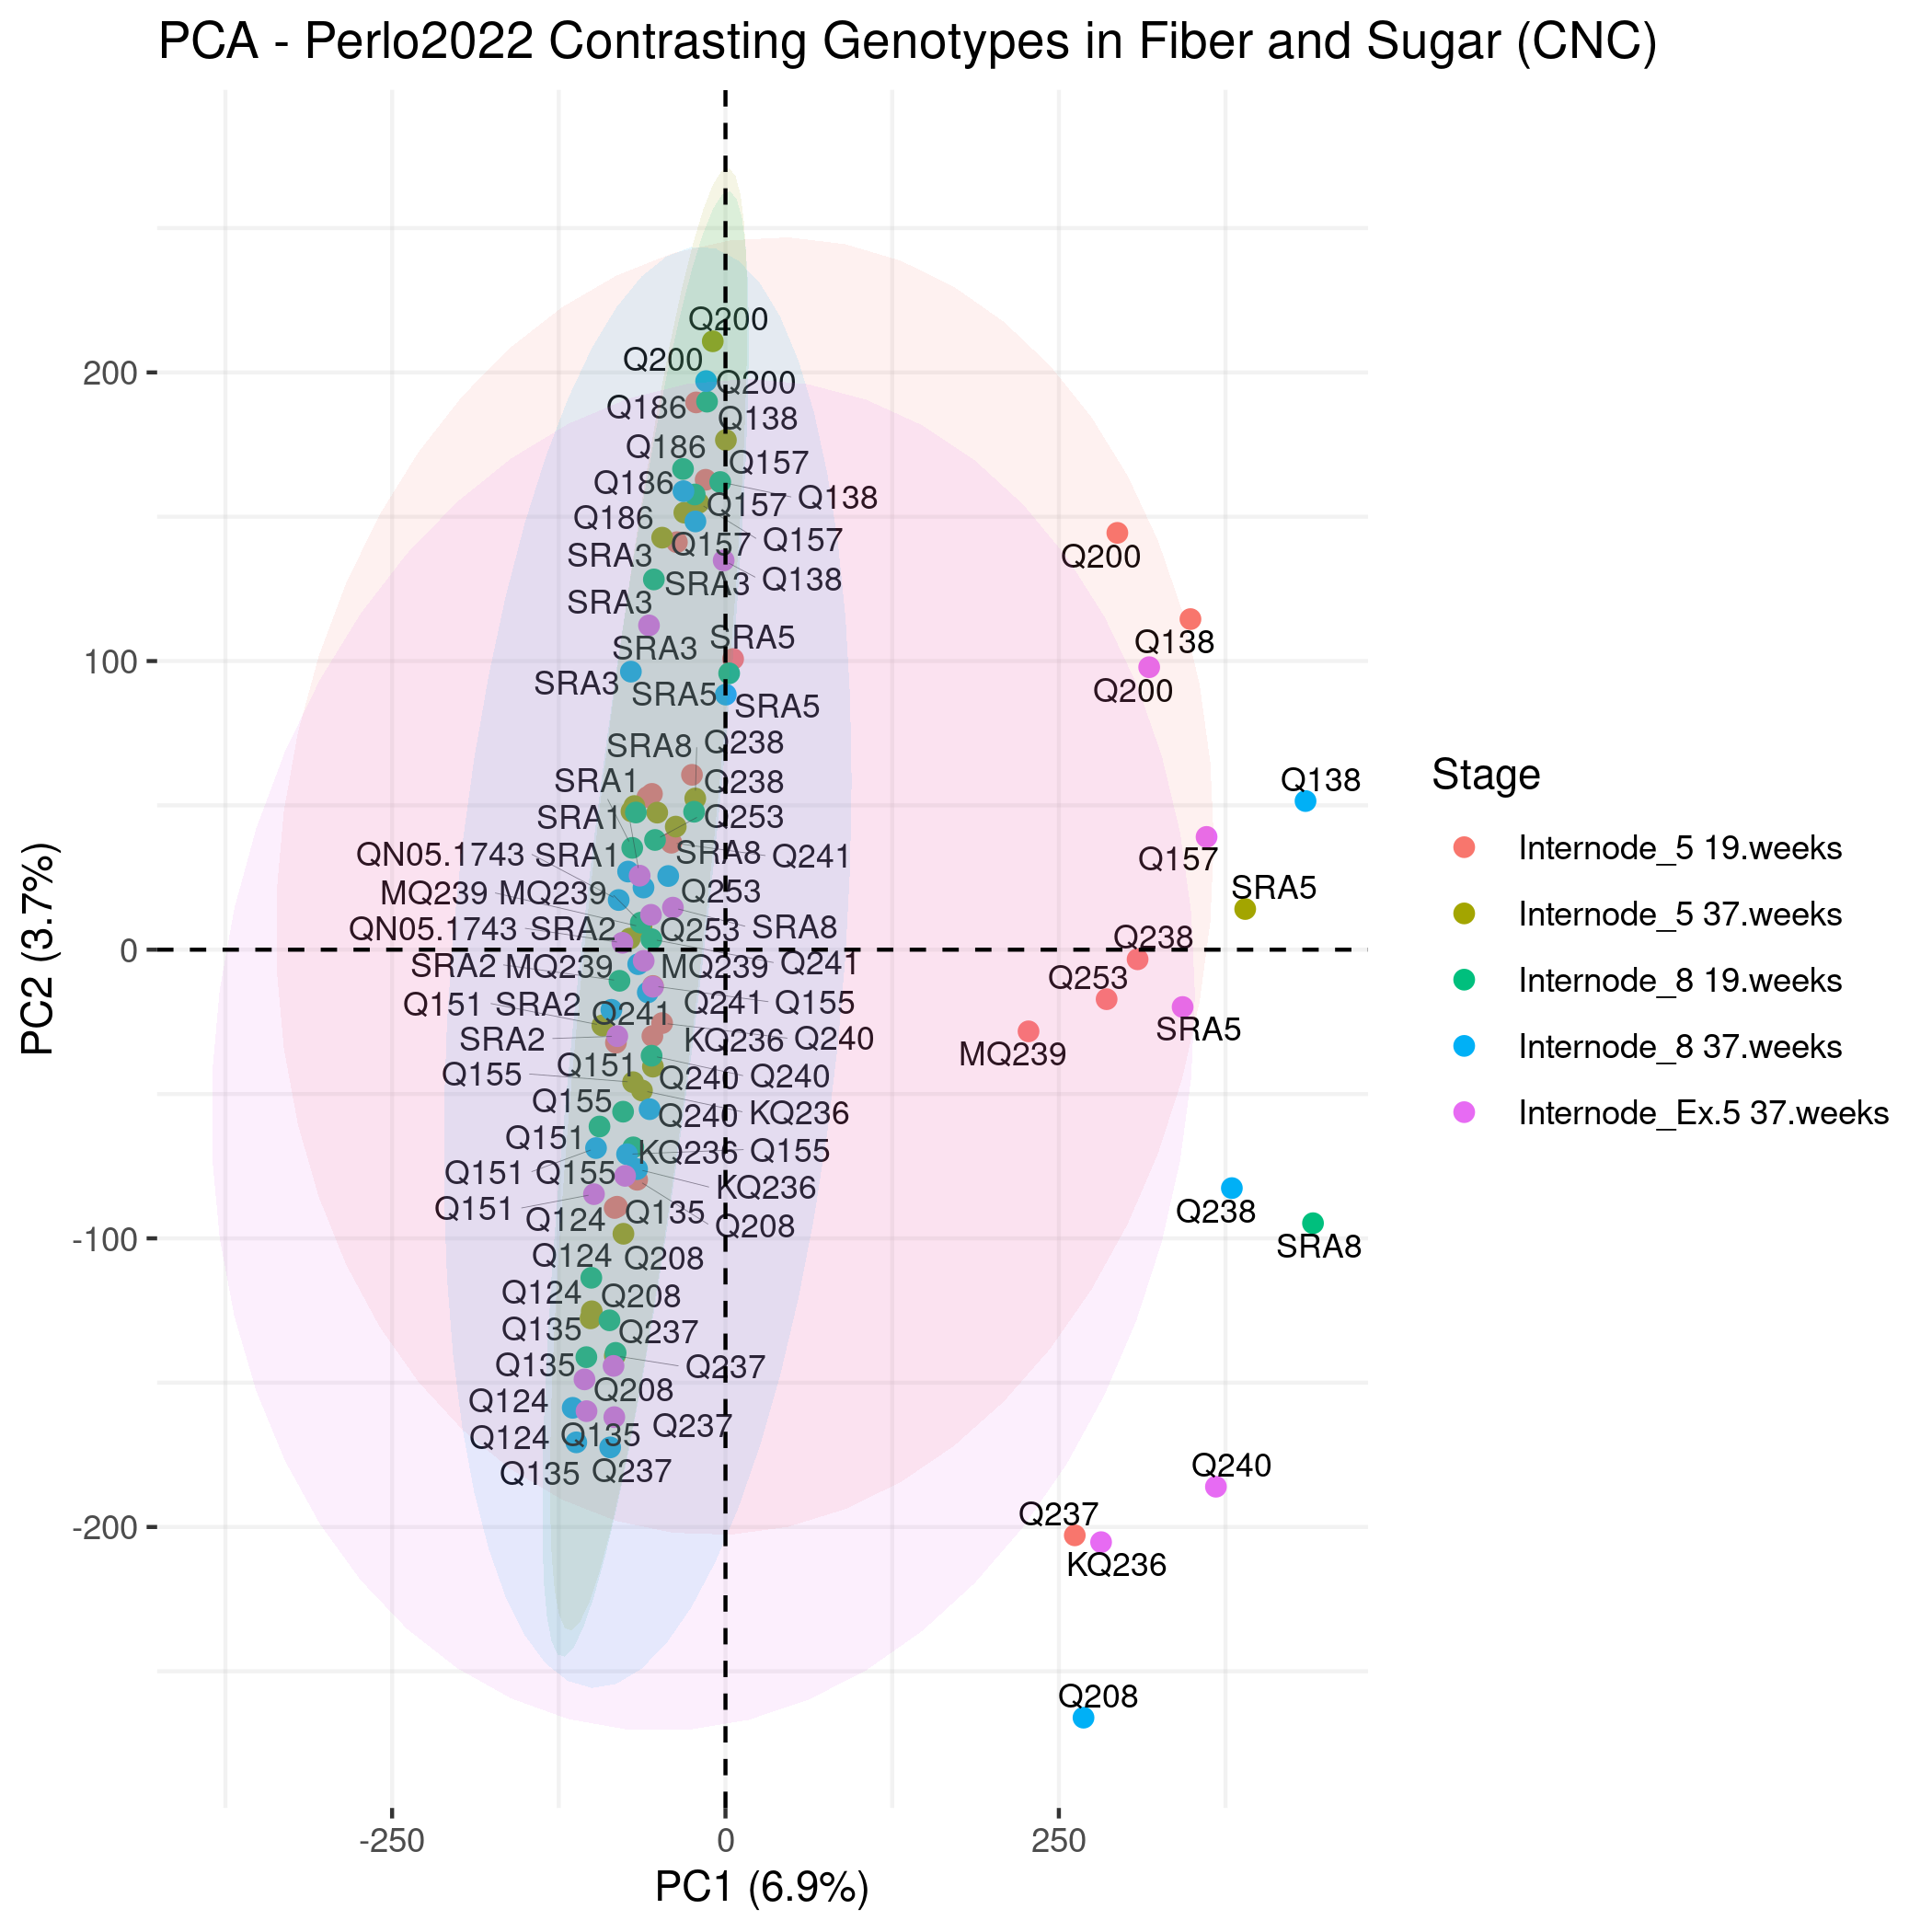 PCA - Perlo2022 Contrasting Genotypes in Fiber and Sugar (CNC)
Q200
Q200
Q200
Q186
Q138
Q186
Q157
Q186
Q138
Q157
Q186
Q157
Q157
SRA3
Q138
SRA3
SRA3
SRA5
SRA3
SRA3
SRA5
SRA5
Q238
SRA8
SRA1
Q238
SRA1
Q253
QN05.1743
SRA1
SRA8
Q241
MQ239
MQ239
Q253
QN05.1743
SRA2
Q253
SRA8
SRA2
MQ239
MQ239
Q241
Q151
SRA2
Q241
Q241
Q155
SRA2
KQ236
Q240
Q155
Q151
Q240
Q240
Q155
Q240
KQ236
Q151
KQ236
Q155
Q151
Q155
KQ236
Q151
Q124
Q135
Q208
Q124
Q208
Q124
Q208
Q135
Q237
Q135
Q237
Q124
Q208
Q237
Q124
Q135
Q135
Q237
Q200
Q138
Q200
Q138
Q157
SRA5
Q238
Q253
SRA5
MQ239
Q238
SRA8
Q240
Q237
KQ236
Q208
200
100
0
-100
-200
PC2 (3.7%)
-250
0
250
PC1 (6.9%)
Stage
Internode_5 19.weeks
Internode_5 37.weeks
Internode_8 19.weeks
Internode_8 37.weeks
Internode_Ex.5 37.weeks